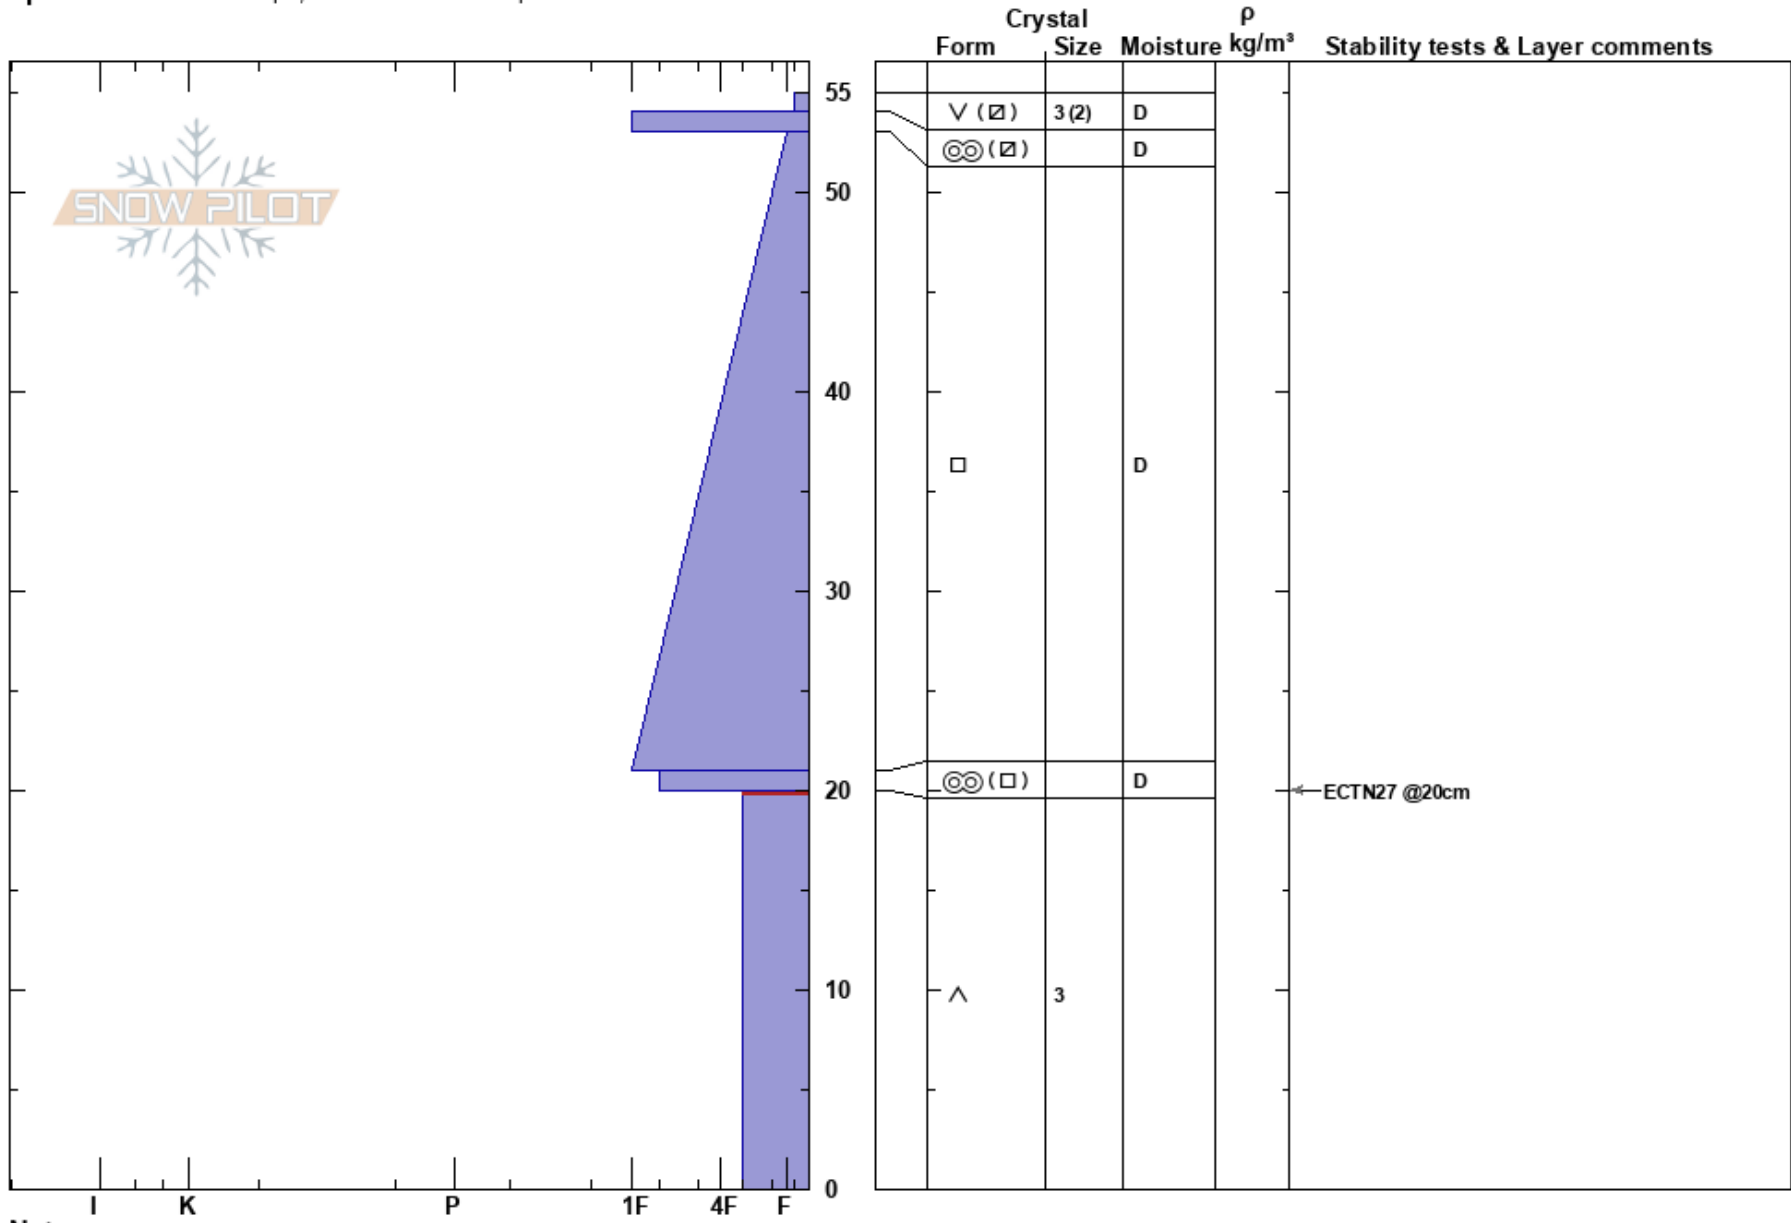 Crystal
ρ
Form Size Moisture kg/m³ Stability tests & Layer comments
55
V (⧄) 3 (2) D
(⧄) D
SNOW PILOT
50
40
□ D
30
(□) D
20
ECTN27 @20cm
10
Λ 3
0
I K P 1F 4F F